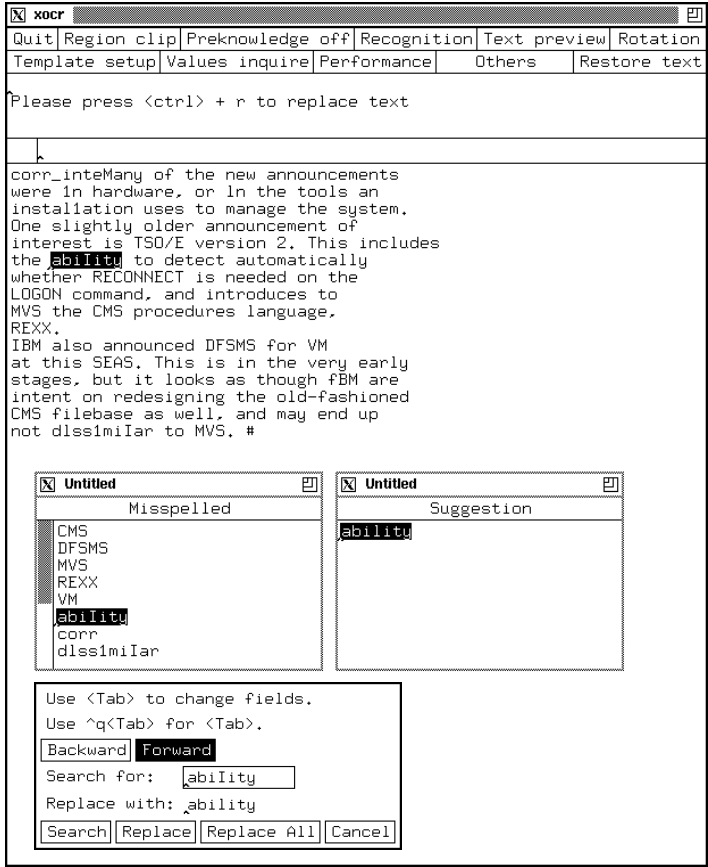 xocr
Quit Region clip Preknowledge off Recognition Text preview Rotation
Template setup Values inquire Performance Others Restore text
Please press <ctrl> + r to replace text
corr_inteMany of the new announcements
were 1n hardware, or ln the tools an
instal1ation uses to manage the system.
One slightly older announcement of
interest is TSO/E version 2. This includes
the abiIity to detect automatically
whether RECONNECT is needed on the
LOGON command, and introduces to
MVS the CMS procedures language,
REXX.
IBM also announced DFSMS for VM
at this SEAS. This is in the very early
stages, but it looks as though fBM are
intent on redesigning the old-fashioned
CMS filebase as well, and may end up
not dlss1miIar to MVS. #
Untitled
Misspelled
CMS
DFSMS
MVS
REXX
VM
abiIity
corr
dlss1miIar
Untitled
Suggestion
ability
Use <Tab> to change fields.
Use ^q<Tab> for <Tab>.
Backward Forward
Search for: abiIity
Replace with: ability
Search Replace Replace All Cancel